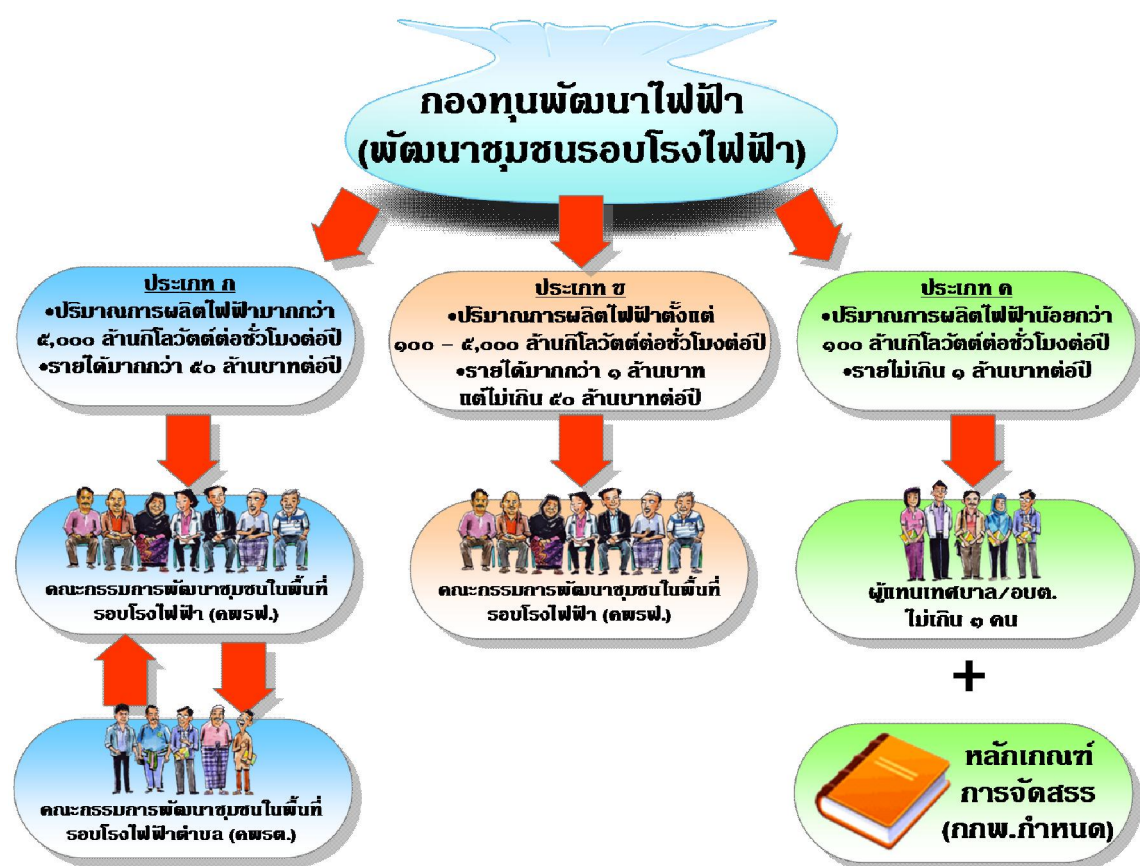 กองทุนพัฒนาไฟฟ้า
(พัฒนาชุมชนรอบโรงไฟฟ้า)
ประเภท ก
•ปริมาณการผลิตไฟฟ้ามากกว่า
๕,๐๐๐ ล้านกิโลวัตต์ต่อชั่วโมงต่อปี
•รายได้มากกว่า ๕๐ ล้านบาทต่อปี
ประเภท ข
•ปริมาณการผลิตไฟฟ้าตั้งแต่
๑๐๐ – ๕,๐๐๐ ล้านกิโลวัตต์ต่อชั่วโมงต่อปี
•รายได้มากกว่า ๑ ล้านบาท
แต่ไม่เกิน ๕๐ ล้านบาทต่อปี
ประเภท ค
•ปริมาณการผลิตไฟฟ้าน้อยกว่า
๑๐๐ ล้านกิโลวัตต์ต่อชั่วโมงต่อปี
•รายไม่เกิน ๑ ล้านบาทต่อปี
คณะกรรมการพัฒนาชุมชนในพื้นที่
รอบโรงไฟฟ้า (คพรฟ.)
คณะกรรมการพัฒนาชุมชนในพื้นที่
รอบโรงไฟฟ้า (คพรฟ.)
ผู้แทนเทศบาล/อบต.
ไม่เกิน ๓ คน
+
คณะกรรมการพัฒนาชุมชนในพื้นที่
รอบโรงไฟฟ้าตำบล (คพรต.)
หลักเกณฑ์
การจัดสรร
(กกพ.กำหนด)